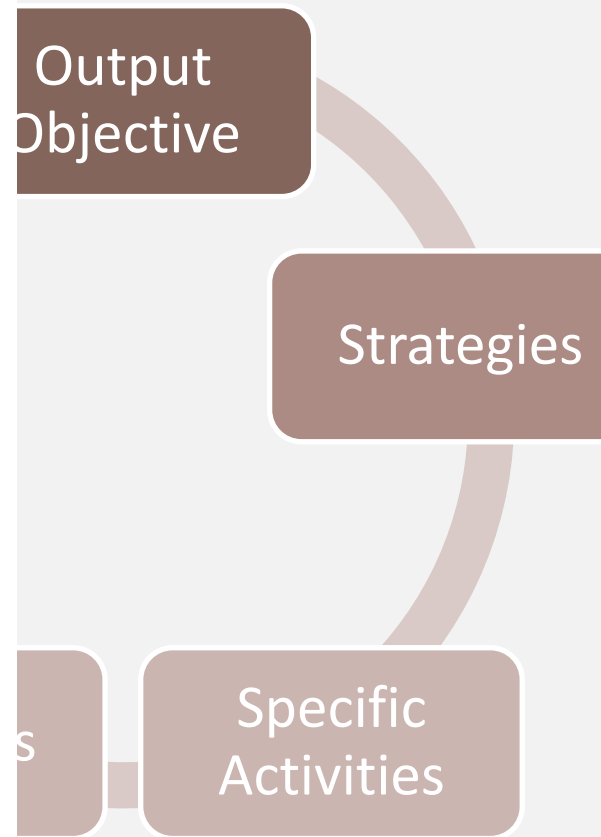 Output
Objective
Strategies
Specific
Activities
s